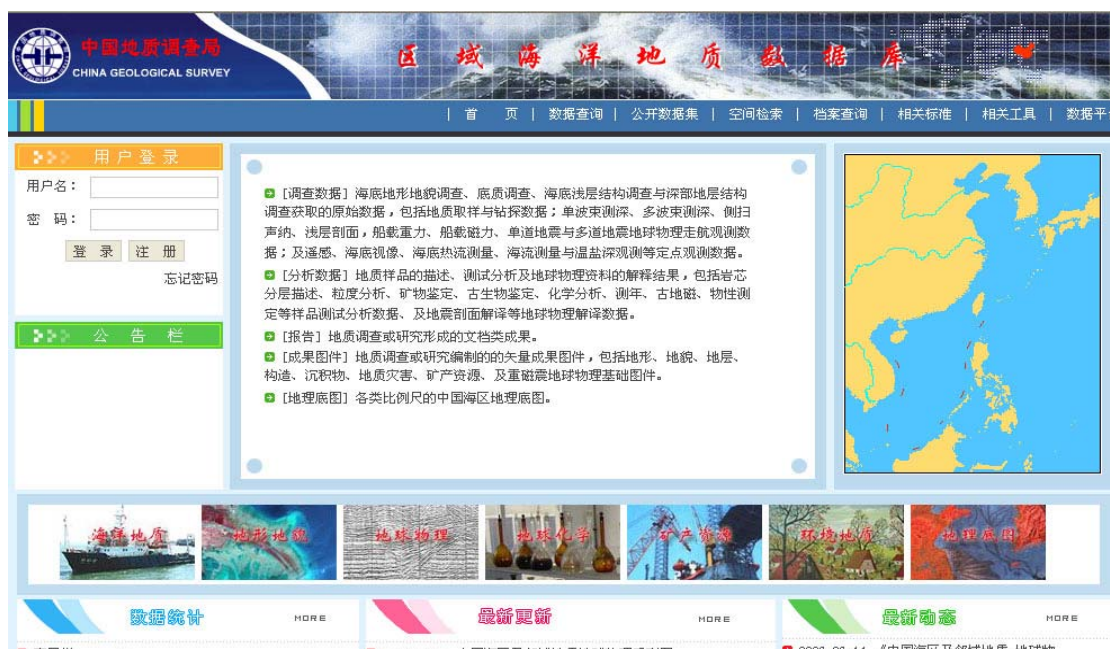 中国地质调查局
CHINA GEOLOGICAL SURVEY
区域海洋地质数据库
| 首 页 | 数据查询 | 公开数据集 | 空间检索 | 档案查询 | 相关标准 | 相关工具 | 数据平
用户登录
用户名：
密 码：
登 录 注 册
忘记密码
公 告 栏
[调查数据] 海底地形地貌调查、底质调查、海底浅层结构调查与深部地层结构
调查获取的原始数据，包括地质取样与钻探数据；单波束测深、多波束测深、侧扫
声纳、浅层剖面，船载重力、船载磁力、单道地震与多道地震地球物理走航观测数
据；及遥感、海底视像、海底热流测量、海流测量与温盐深观测等定点观测数据。
[分析数据] 地质样品的描述、测试分析及地球物理资料的解释结果，包括岩芯
分层描述、粒度分析、矿物鉴定、古生物鉴定、化学分析、测年、古地磁、物性测
定等样品测试分析数据、及地震剖面解译等地球物理解译数据。
[报告] 地质调查或研究形成的文档类成果。
[成果图件] 地质调查或研究编制的的矢量成果图件，包括地形、地貌、地层、
构造、沉积物、地质灾害、矿产资源、及重磁震地球物理基础图件。
[地理底图] 各类比例尺的中国海区地理底图。
海洋地质 地形地貌 地球物理 地球化学 矿产资源 环境地质 地理底图
数据统计 MORE 最新更新 MORE 最新动态 MORE